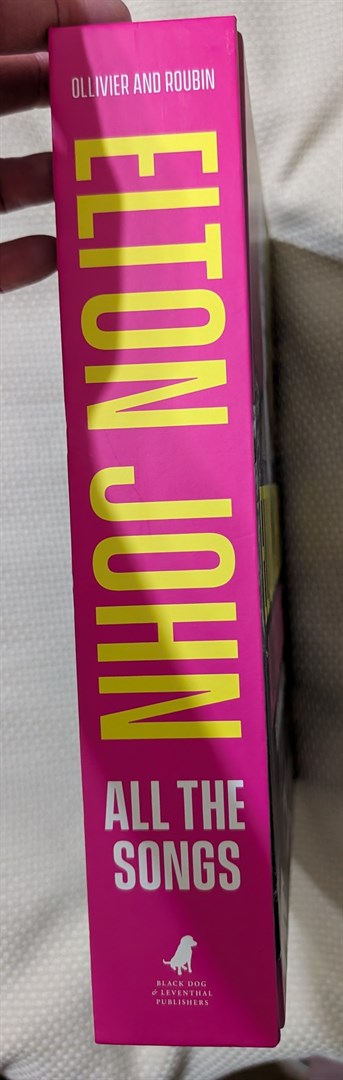 OLLIVIER AND ROUBIN
ELTON JOHN
ALL THE
SONGS
BLACK DOG
& LEVENTHAL
PUBLISHERS